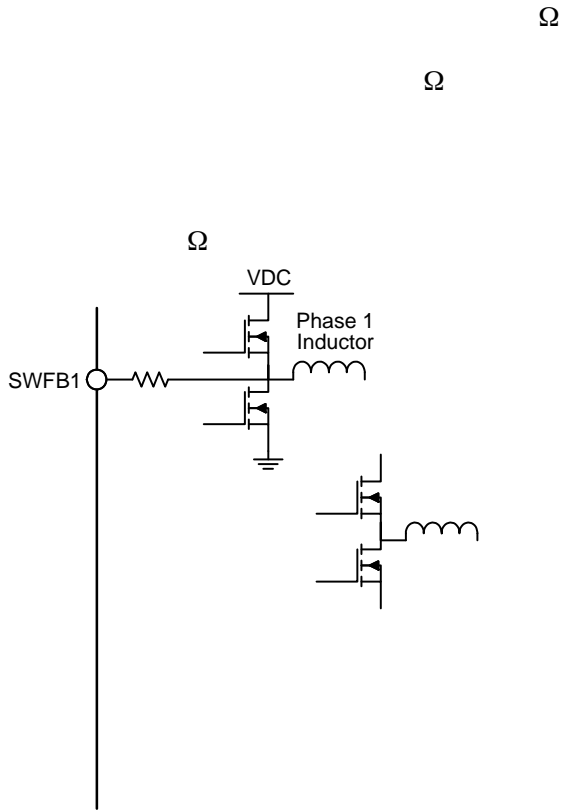 Ω
Ω
Ω
VDC
Phase 1
Inductor
SWFB1